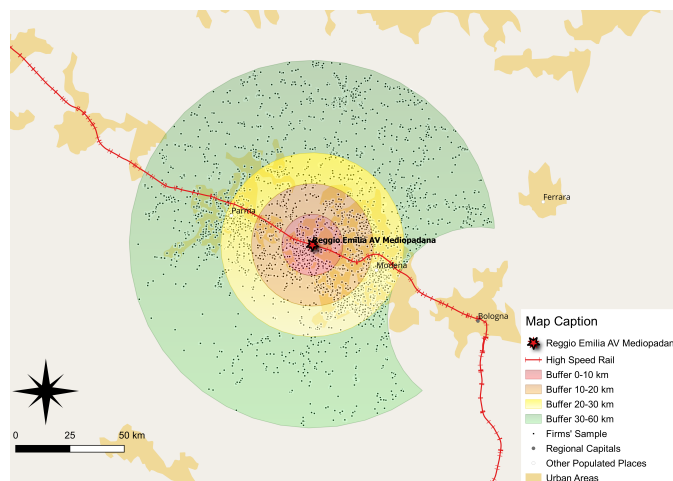 Ferrara
Parma
Reggio Emilia AV Mediopadana
Modena
Bologna
Map Caption
Reggio Emilia AV Mediopadan
High Speed Rail
Buffer 0-10 km
Buffer 10-20 km
Buffer 20-30 km
Buffer 30-60 km
Firms' Sample
Regional Capitals
Other Populated Places
Urban Areas
0 25 50 km